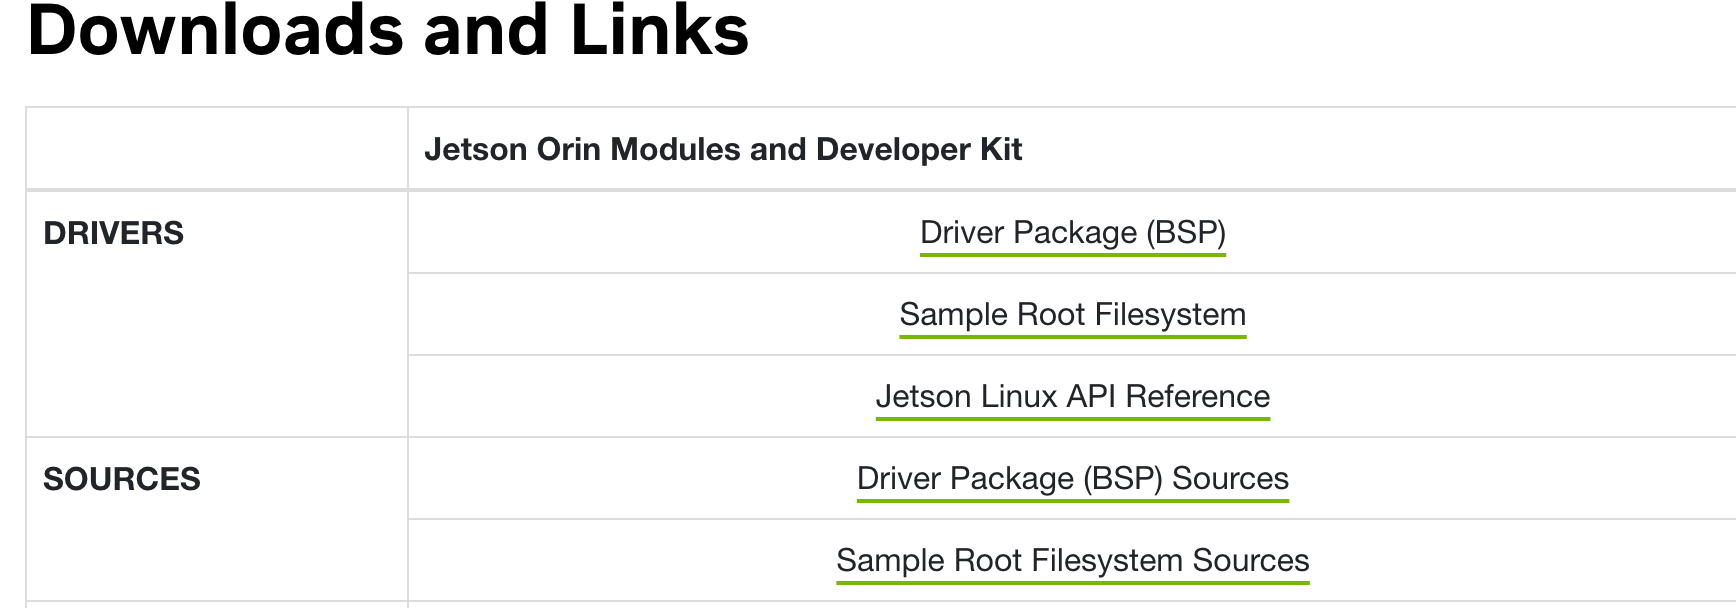 Downloads and Links
Jetson Orin Modules and Developer Kit
DRIVERS
Driver Package (BSP)
Sample Root Filesystem
Jetson Linux API Reference
SOURCES
Driver Package (BSP) Sources
Sample Root Filesystem Sources